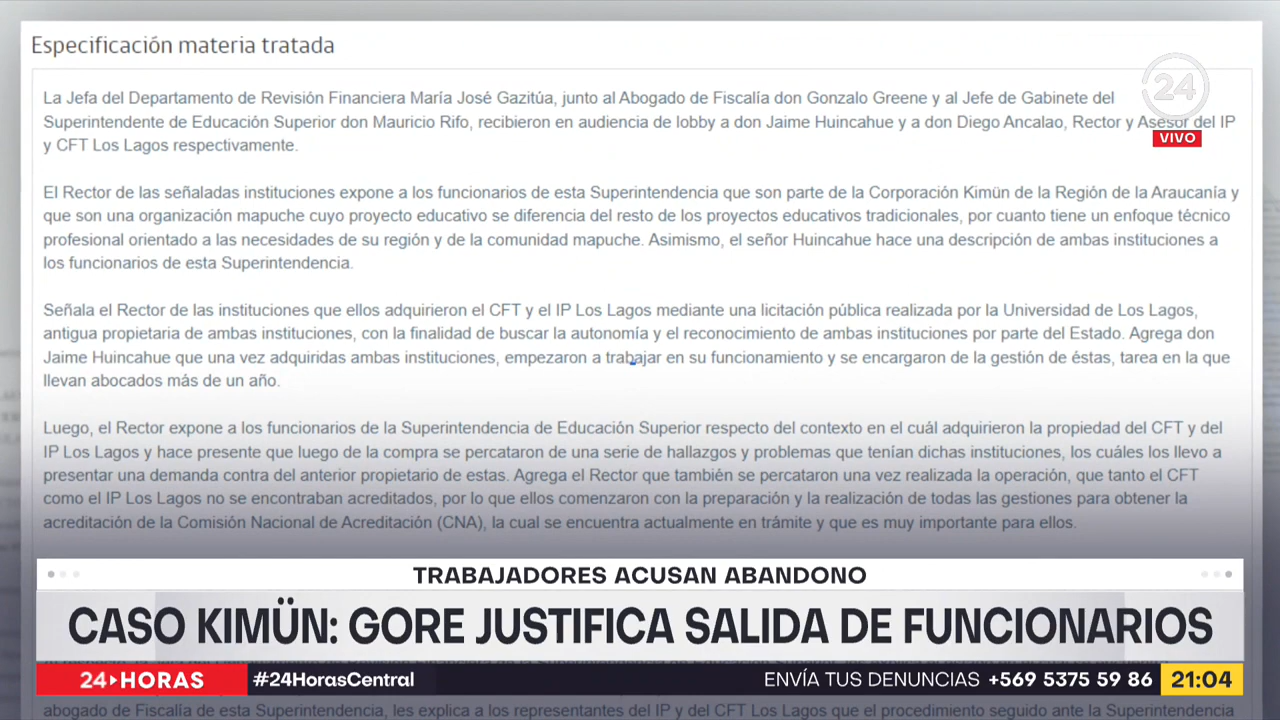 Especificación materia tratada
La Jefa del Departamento de Revisión Financiera María José Gazitúa, junto al Abogado de Fiscalía don Gonzalo Greene y al Jefe de Gabinete del
Superintendente de Educación Superior don Mauricio Rifo, recibieron en audiencia de lobby a don Jaime Huincahue y a don Diego Ancalao, Rector y Asesor del IP
y CFT Los Lagos respectivamente.
El Rector de las señaladas instituciones expone a los funcionarios de esta Superintendencia que son parte de la Corporación Kimün de la Región de la Araucanía y
que son una organización mapuche cuyo proyecto educativo se diferencia del resto de los proyectos educativos tradicionales, por cuanto tiene un enfoque técnico
profesional orientado a las necesidades de su región y de la comunidad mapuche. Asimismo, el señor Huincahue hace una descripción de ambas instituciones a
los funcionarios de esta Superintendencia.
Señala el Rector de las instituciones que ellos adquirieron el CFT y el IP Los Lagos mediante una licitación pública realizada por la Universidad de Los Lagos,
antigua propietaria de ambas instituciones, con la finalidad de buscar la autonomía y el reconocimiento de ambas instituciones por parte del Estado. Agrega don
Jaime Huincahue que una vez adquiridas ambas instituciones, empezaron a trabajar en su funcionamiento y se encargaron de la gestión de éstas, tarea en la que
llevan abocados más de un año.
Luego, el Rector expone a los funcionarios de la Superintendencia de Educación Superior respecto del contexto en el cuál adquirieron la propiedad del CFT y del
IP Los Lagos y hace presente que luego de la compra se percataron de una serie de hallazgos y problemas que tenían dichas instituciones, los cuáles los llevo a
presentar una demanda contra del anterior propietario de estas. Agrega el Rector que también se percataron una vez realizada la operación, que tanto el CFT
como el IP Los Lagos no se encontraban acreditados, por lo que ellos comenzaron con la preparación y la realización de todas las gestiones para obtener la
acreditación de la Comisión Nacional de Acreditación (CNA), la cual se encuentra actualmente en trámite y que es muy importante para ellos.
24
VIVO
TRABAJADORES ACUSAN ABANDONO
CASO KIMÜN: GORE JUSTIFICA SALIDA DE FUNCIONARIOS
24 HORAS
#24HorasCentral
ENVÍA TUS DENUNCIAS +569 5375 59 86
21:04
abogado de Fiscalía de esta Superintendencia, les explica a los representantes del IP y del CFT Los Lagos que el procedimiento seguido ante la Superintendencia